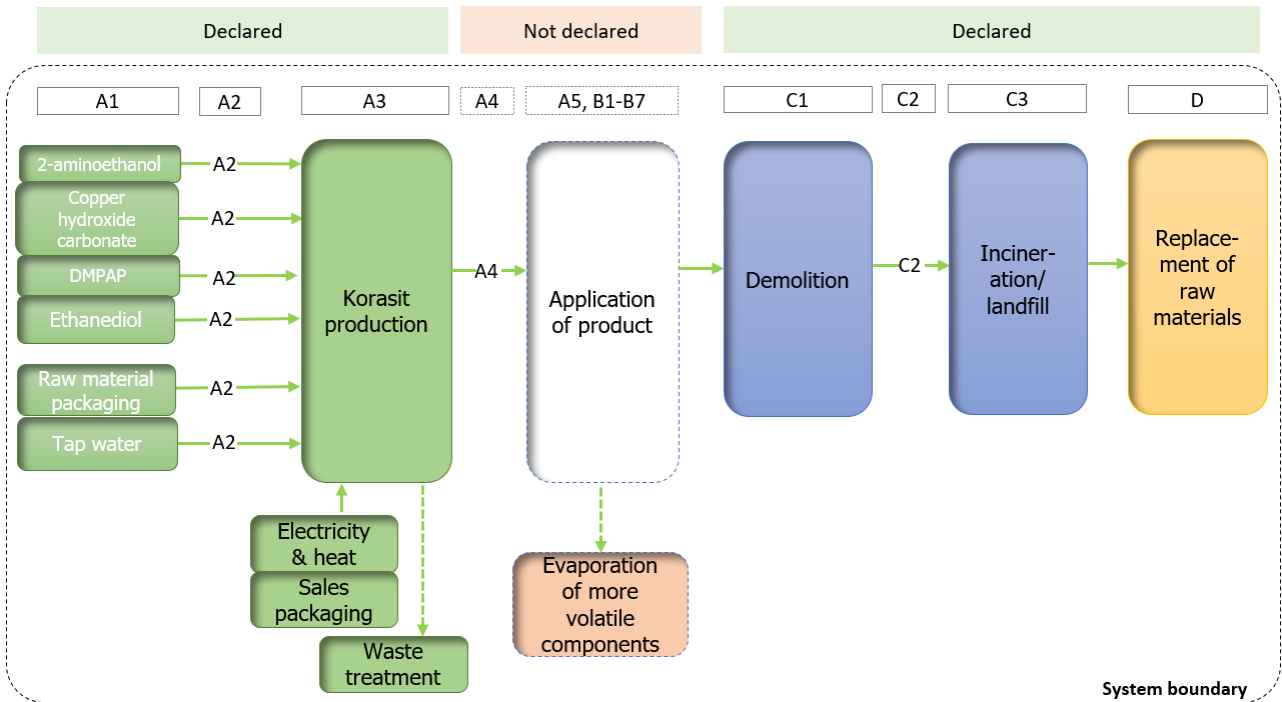 Declared
Not declared
Declared
A1
A2
A3
A4
A5, B1-B7
C1
C2
C3
D
2-aminoethanol
A2
Copper
hydroxide
carbonate
A2
DMPAP
A2
Ethanediol
A2
Raw material
packaging
A2
Tap water
A2
Korasit
production
A4
Application
of product
Demolition
C2
Inciner-
ation/
landfill
Replace-
ment of
raw
materials
Electricity
& heat
Sales
packaging
Waste
treatment
Evaporation
of more
volatile
components
System boundary